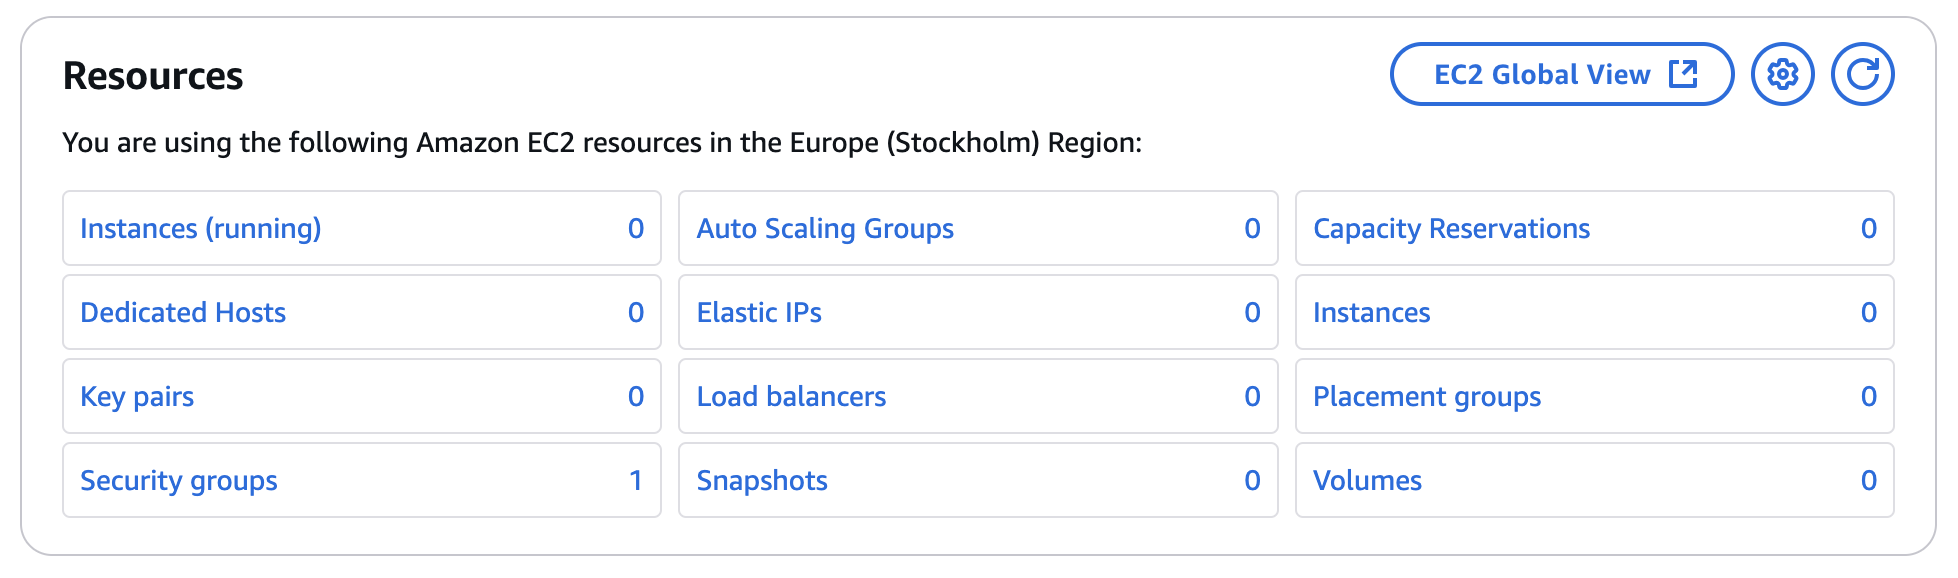 Resources
EC2 Global View
You are using the following Amazon EC2 resources in the Europe (Stockholm) Region:
Instances (running) 0
Auto Scaling Groups 0
Capacity Reservations 0
Dedicated Hosts 0
Elastic IPs 0
Instances 0
Key pairs 0
Load balancers 0
Placement groups 0
Security groups 1
Snapshots 0
Volumes 0